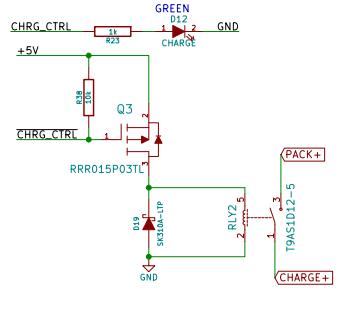 GREEN
D12
CHRG_CTRL
1k
R23
1
2
GND
CHARGE
+5V
R38
10k
Q3
2
CHRG_CTRL
1
3
RRR015P03TL
PACK+
D19
SK310A-LTP
RLY2
5
2
3
1
T9AS1D12-5
GND
CHARGE+